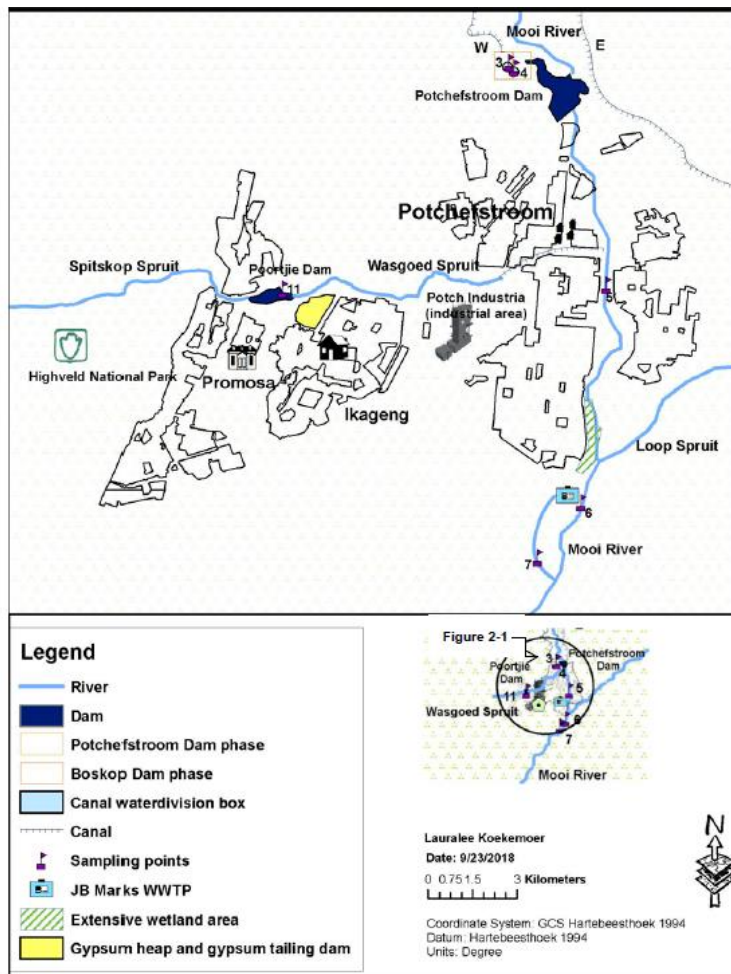 Mooi River
W
E
3
4
Potchefstroom Dam
Potchefstroom
Spitskop Spruit
Poortjie Dam
11
Wasgoed Spruit
5
Potch Industria
(industrial area)
Highveld National Park
Promosa
Ikageng
Loop Spruit
6
Mooi River
7
Legend
River
Dam
Potchefstroom Dam phase
Boskop Dam phase
Canal waterdivision box
Canal
Sampling points
JB Marks WWTP
Extensive wetland area
Gypsum heap and gypsum tailing dam
Figure 2-1
3
Potchefstroom
Dam
Poortjie
Dam
4
11
5
Wasgoed Spruit
6
7
Mooi River
Lauralee Koekemoer
Date: 9/23/2018
0 0.75 1.5 3 Kilometers
N
Coordinate System: GCS Hartebeesthoek 1994
Datum: Hartebeesthoek 1994
Units: Degree